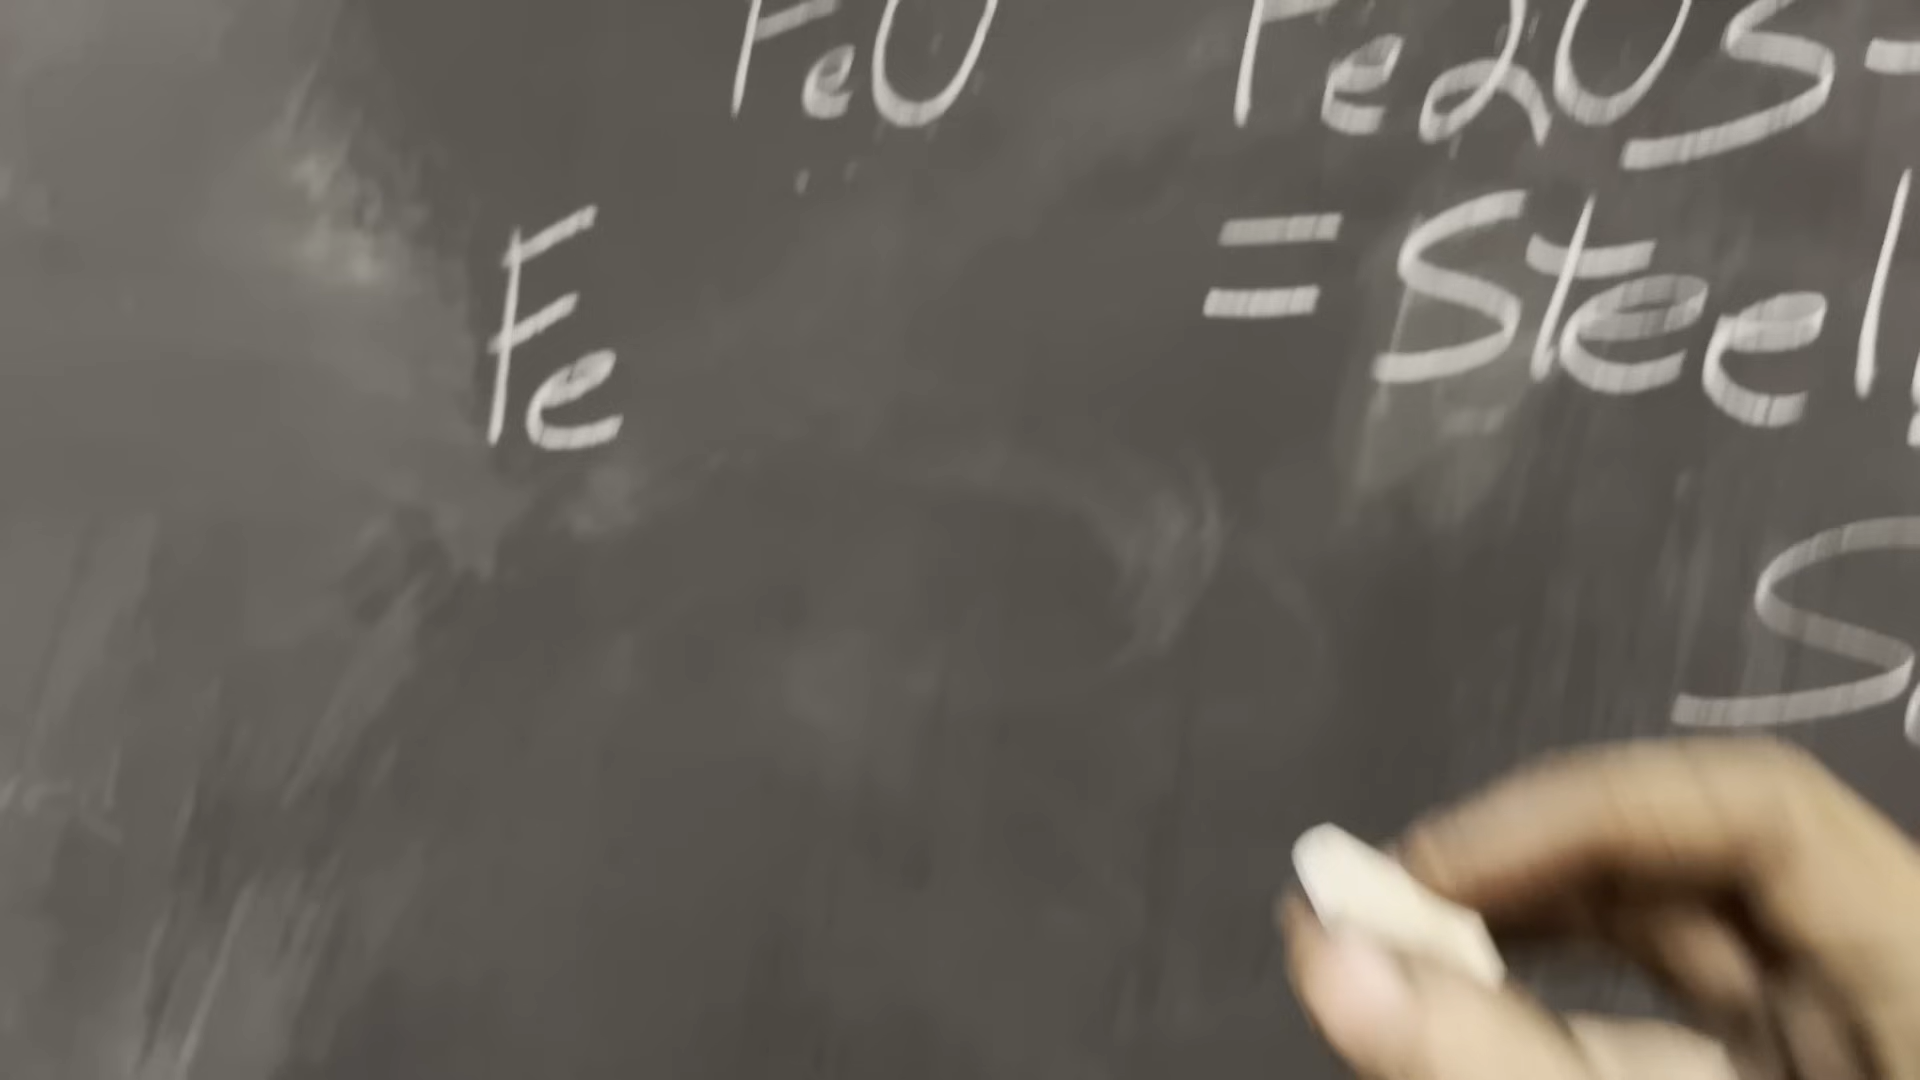 FeO Fe2O3-
= Steel
Fe
S